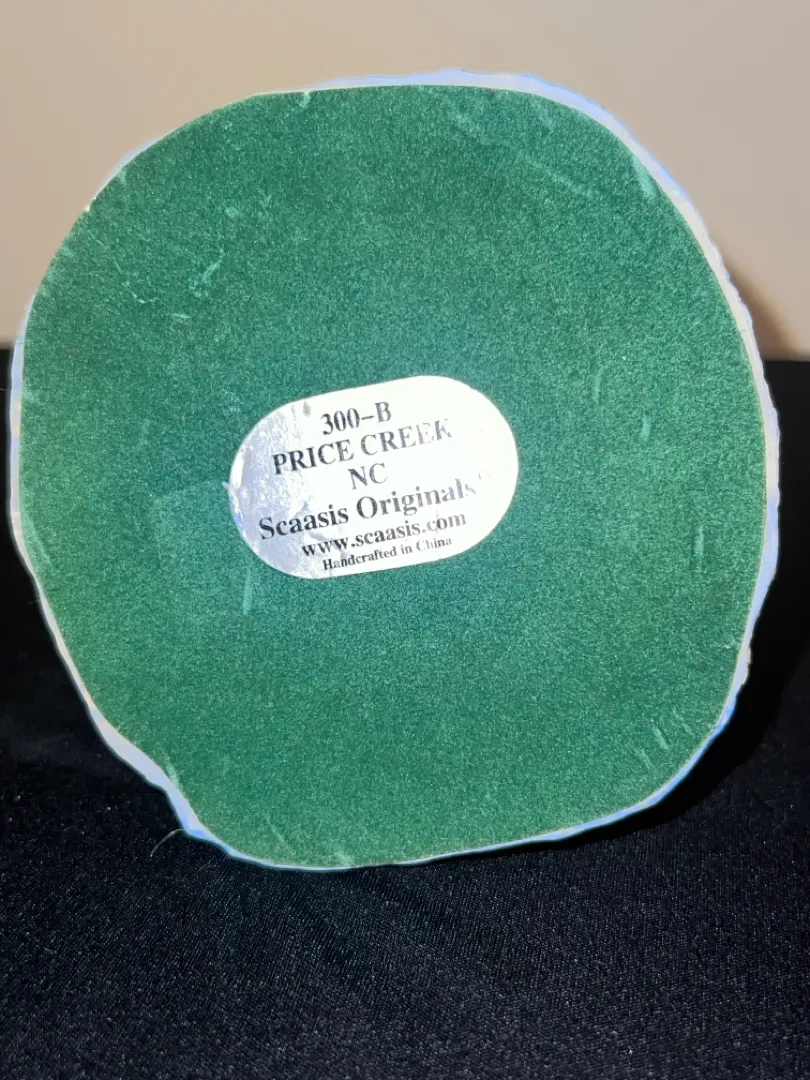 300-B
PRICE CREEK
NC
Scaasis Originals
www.scaasis.com
Handcrafted in China